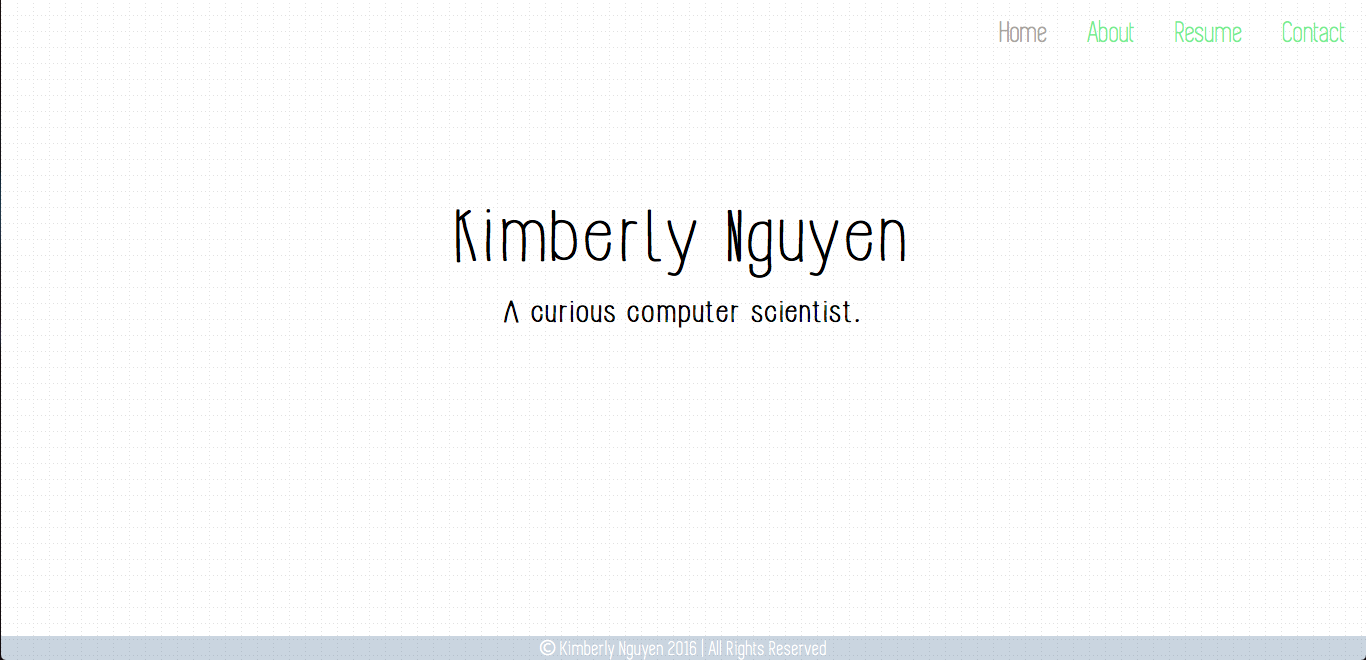 Home About Resume Contact
Kimberly Nguyen
A curious computer scientist.
© Kimberly Nguyen 2016 | All Rights Reserved